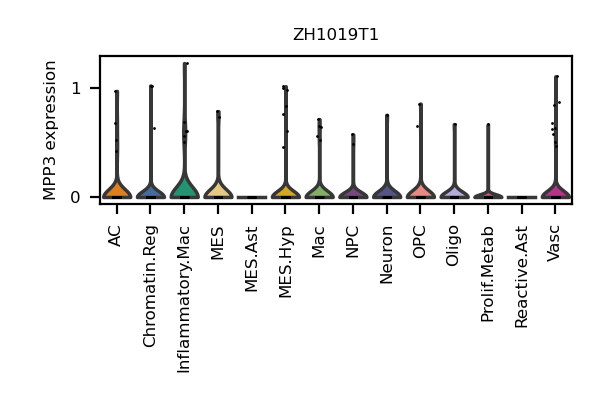 ZH1019T1
MPP3 expression
1
0
AC
Chromatin.Reg
Inflammatory.Mac
MES
MES.Ast
MES.Hyp
Mac
NPC
Neuron
OPC
Oligo
Prolif.Metab
Reactive.Ast
Vasc